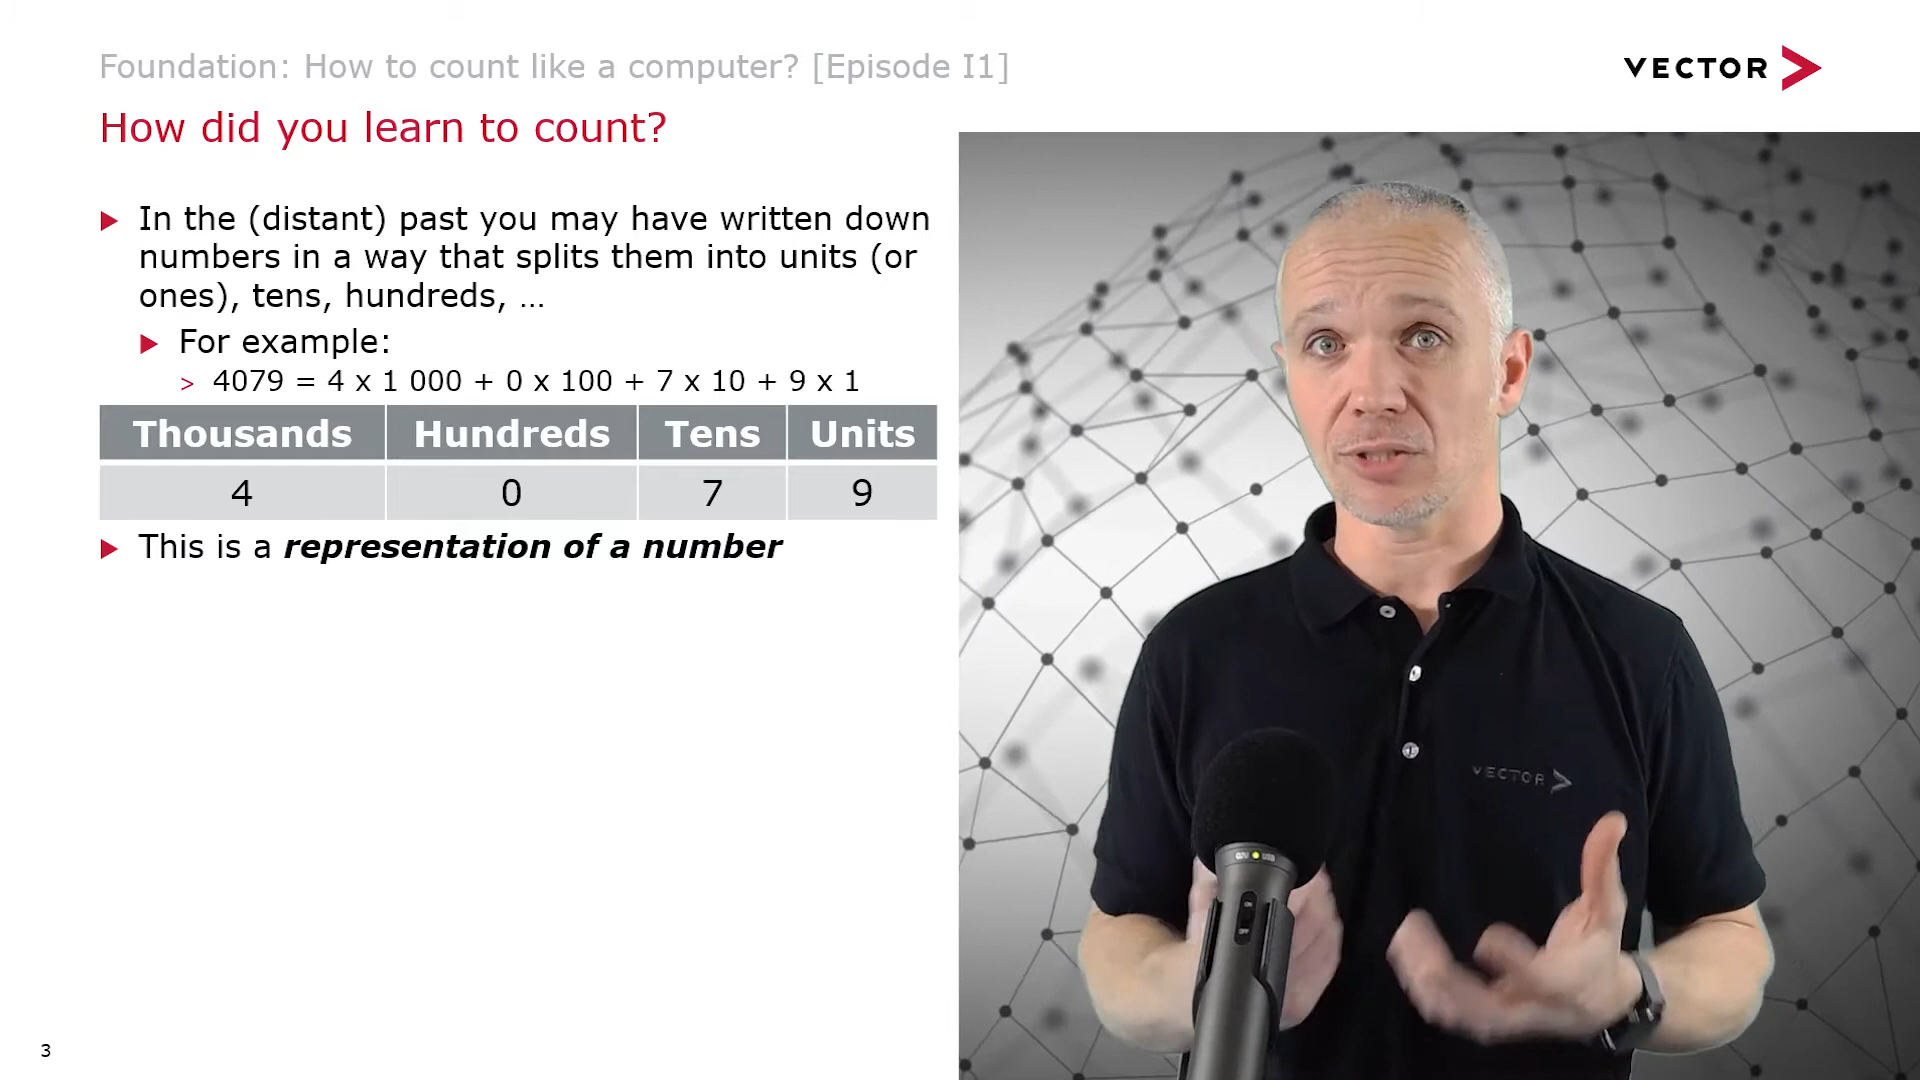 Foundation: How to count like a computer? [Episode I1]
VECTOR
How did you learn to count?
In the (distant) past you may have written down
numbers in a way that splits them into units (or
ones), tens, hundreds, …
For example:
> 4079 = 4 x 1 000 + 0 x 100 + 7 x 10 + 9 x 1
Thousands Hundreds Tens Units
4 0 7 9
This is a representation of a number
VECTOR
ON
OFF
3